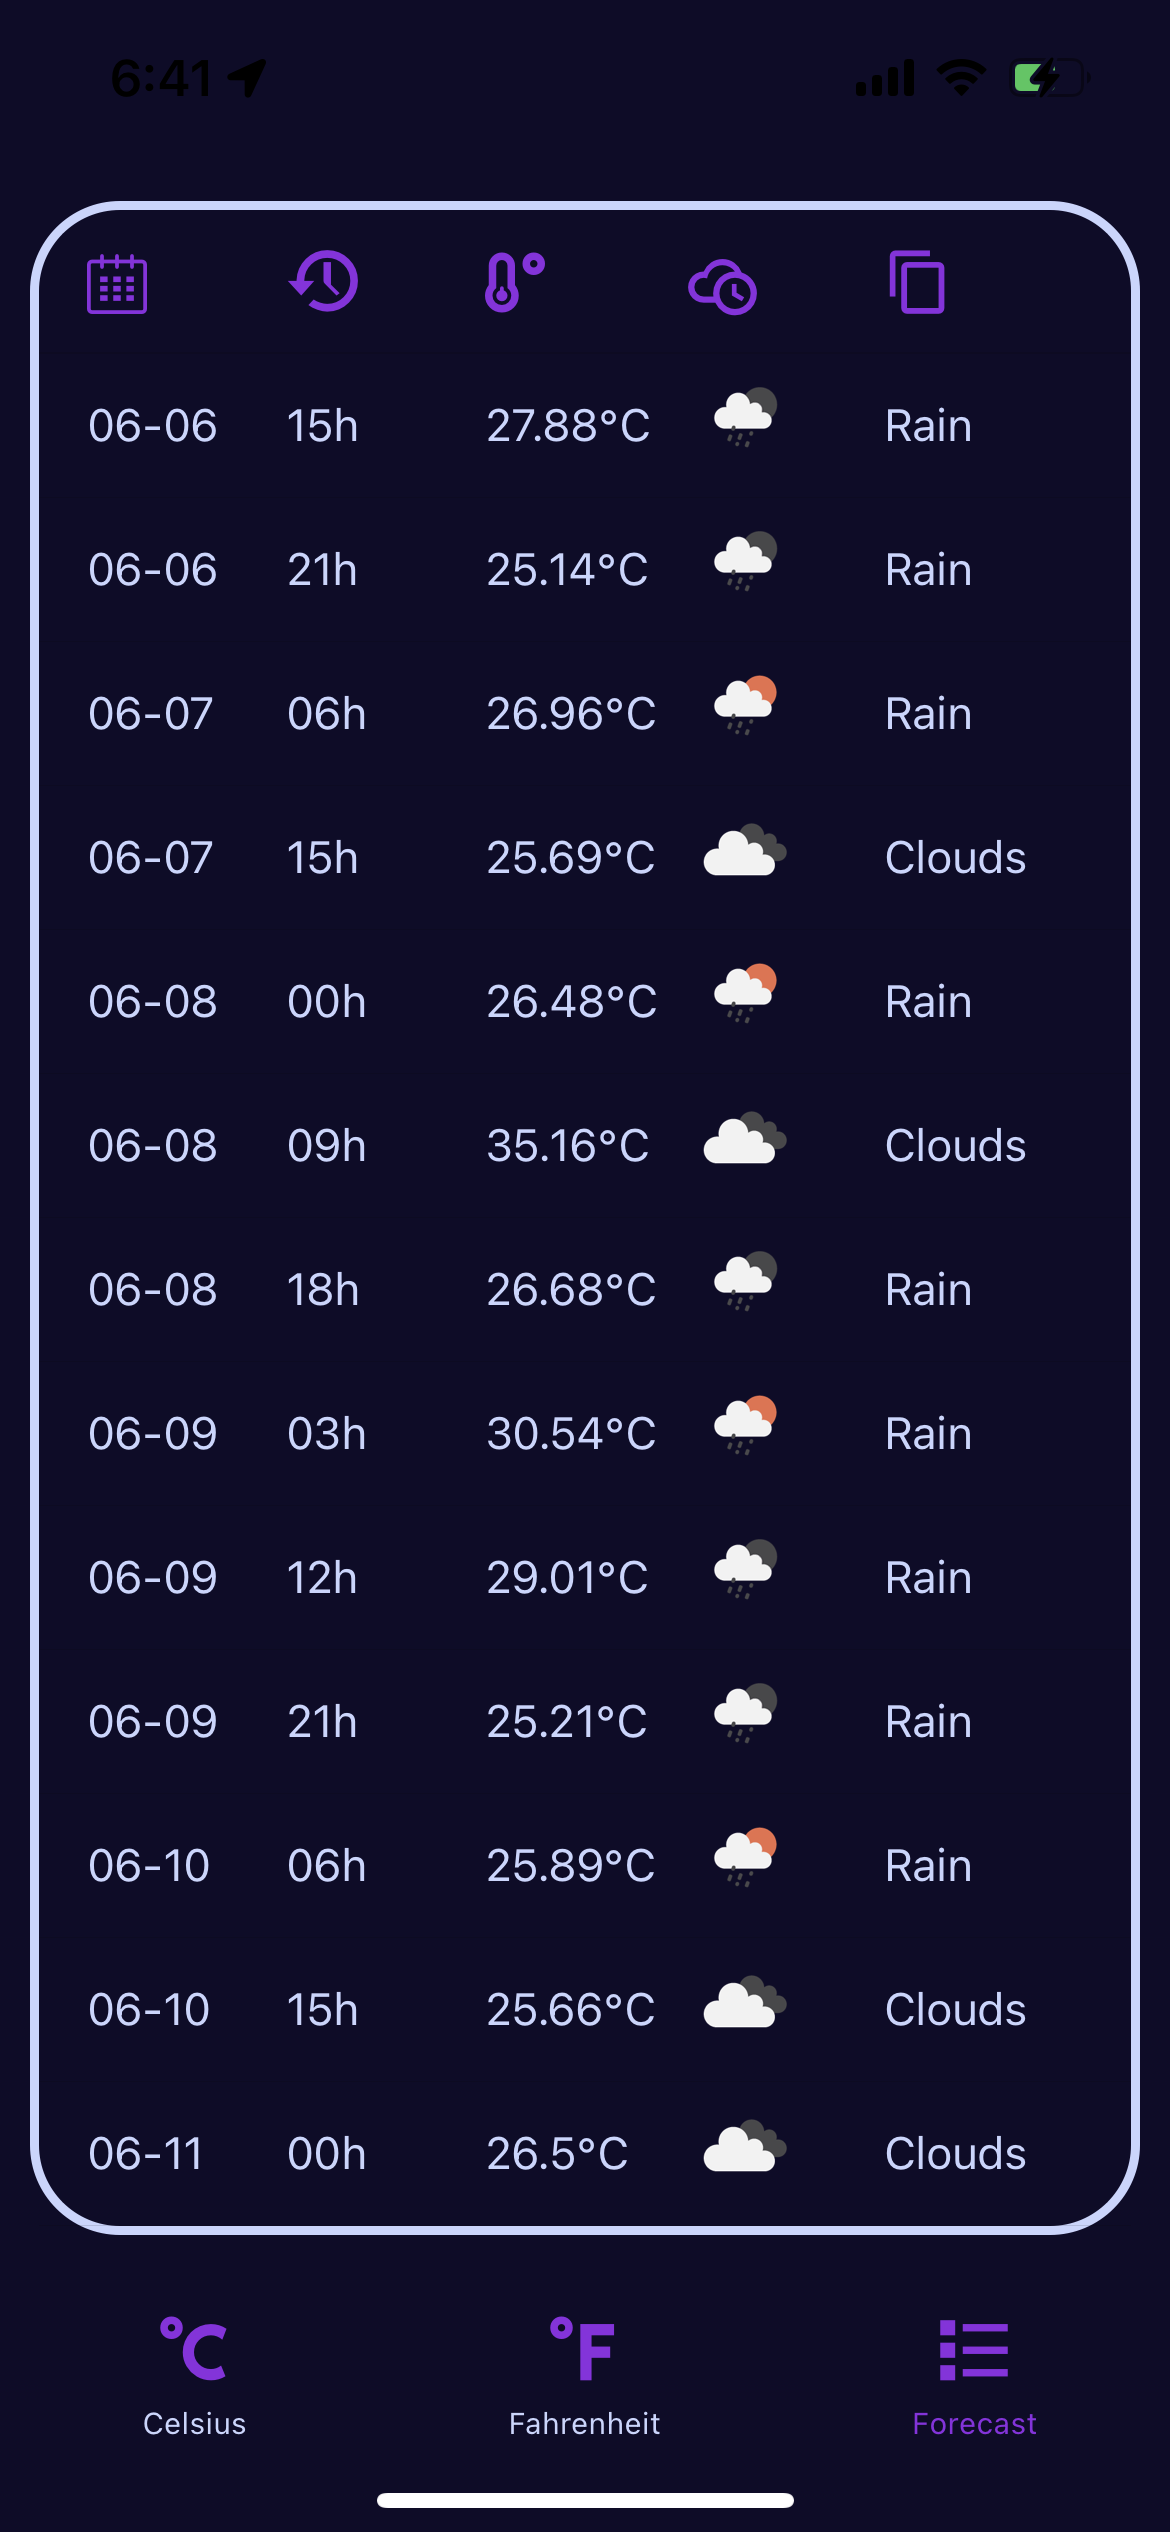 6:41
06-06 15h 27.88°C Rain
06-06 21h 25.14°C Rain
06-07 06h 26.96°C Rain
06-07 15h 25.69°C Clouds
06-08 00h 26.48°C Rain
06-08 09h 35.16°C Clouds
06-08 18h 26.68°C Rain
06-09 03h 30.54°C Rain
06-09 12h 29.01°C Rain
06-09 21h 25.21°C Rain
06-10 06h 25.89°C Rain
06-10 15h 25.66°C Clouds
06-11 00h 26.5°C Clouds
°C °F
Celsius Fahrenheit Forecast